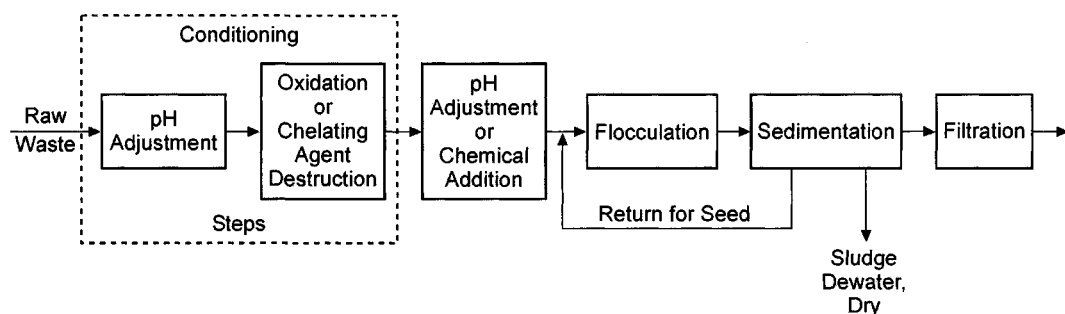 Conditioning
Raw
Waste
pH
Adjustment
Oxidation
or
Chelating
Agent
Destruction
Steps
pH
Adjustment
or
Chemical
Addition
Flocculation
Sedimentation
Filtration
Return for Seed
Sludge
Dewater,
Dry